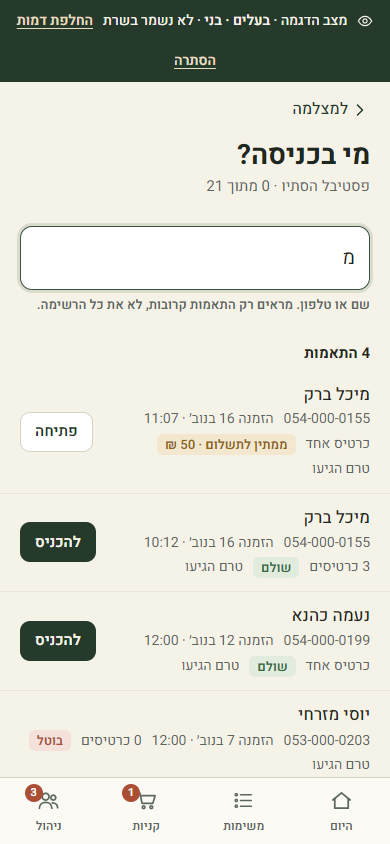 מצב הדגמה · בעלים · בני · לא נשמר בשרת החלפת דמות
הסתרה
למצלמה
מי בכניסה?
פסטיבל הסתיו · 0 מתוך 21
מ
שם או טלפון. מראים רק התאמות קרובות, לא את כל הרשימה.
4 התאמות
מיכל ברק
054-000-0155 הזמנה 16 בנוב׳ · 11:07
כרטיס אחד ממתין לתשלום · 50 ₪
טרם הגיעו
פתיחה
מיכל ברק
054-000-0155 הזמנה 16 בנוב׳ · 10:12
3 כרטיסים שולם טרם הגיעו
להכניס
נעמה כהנא
054-000-0199 הזמנה 12 בנוב׳ · 12:00
כרטיס אחד שולם טרם הגיעו
להכניס
יוסי מזרחי
053-000-0203 הזמנה 7 בנוב׳ · 12:00 0 כרטיסים בוטל
טרם הגיעו
היום
משימות
1 קניות
3 ניהול